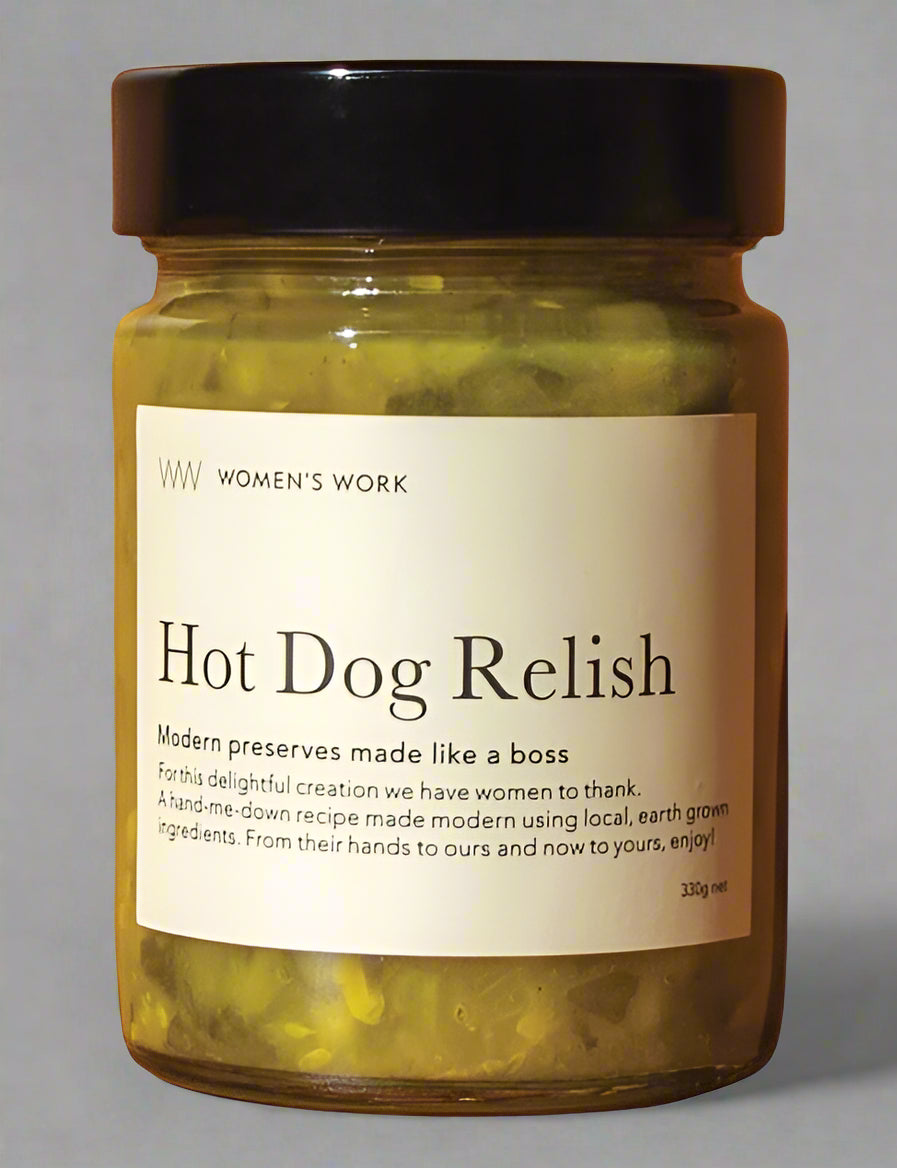 WW WOMEN'S WORK
Hot Dog Relish
Modern preserves made like a boss
For this delightful creation we have women to thank.
A hand-me-down recipe made modern using local, earth grown
ingredients. From their hands to ours and now to yours, enjoy!
330g net